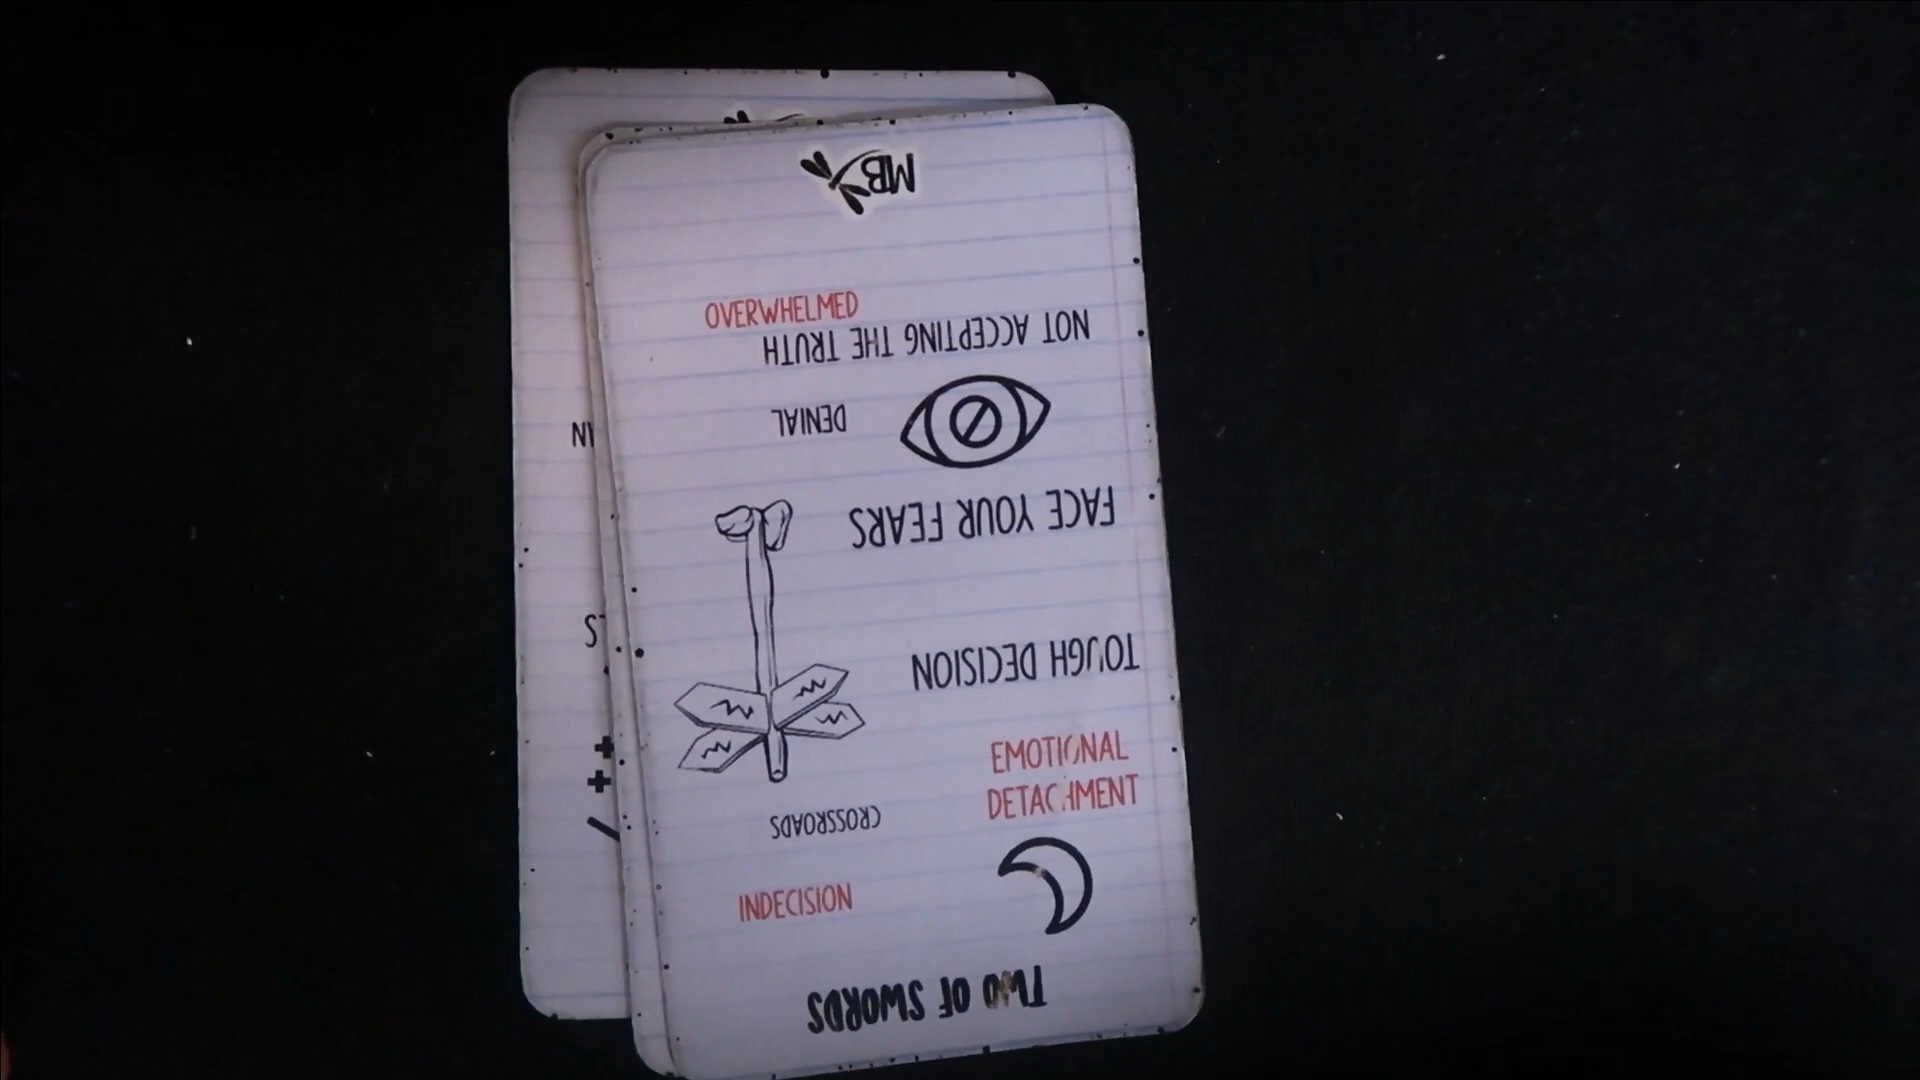 TWO OF SWORDS
INDECISION
CROSSROADS
EMOTIONAL
DETACHMENT
TOUGH DECISION
FACE YOUR FEARS
DENIAL
NOT ACCEPTING THE TRUTH
OVERWHELMED
MB